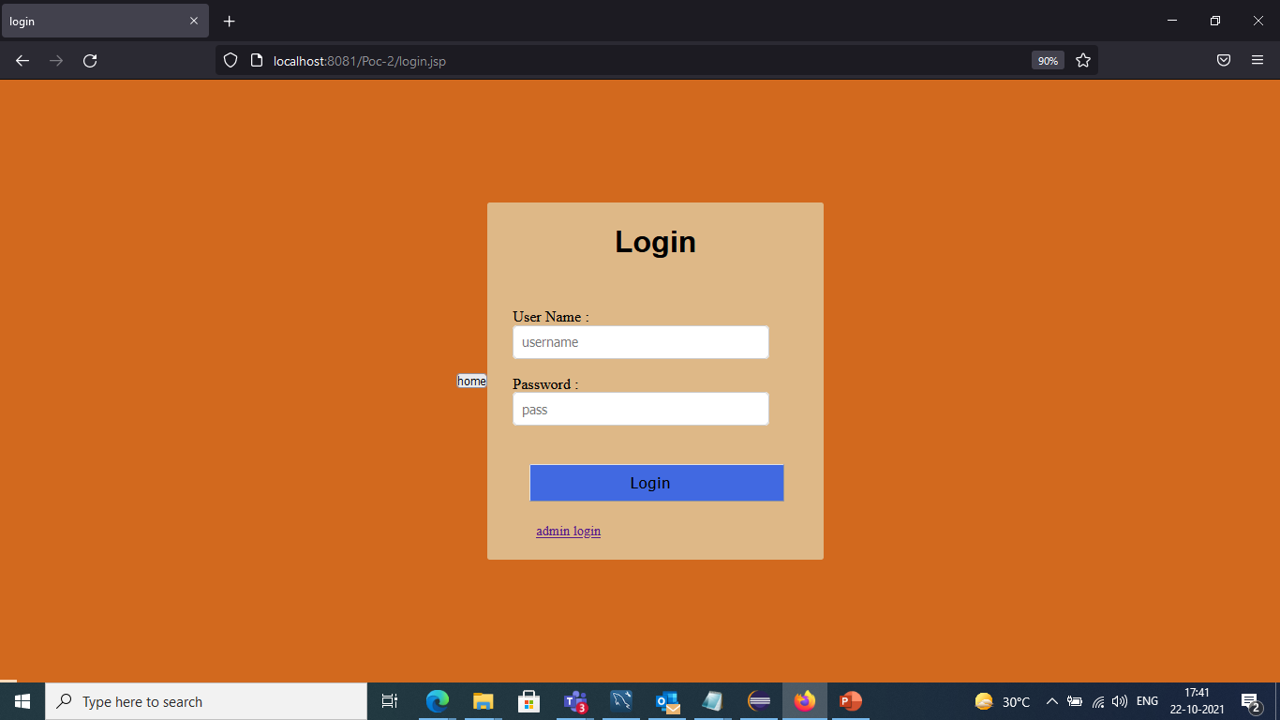 login
localhost:8081/Poc-2/login.jsp
90%
Login
User Name :
username
home
Password :
pass
Login
admin login
Type here to search
3
P
30°C
ENG
17:41
22-10-2021
2